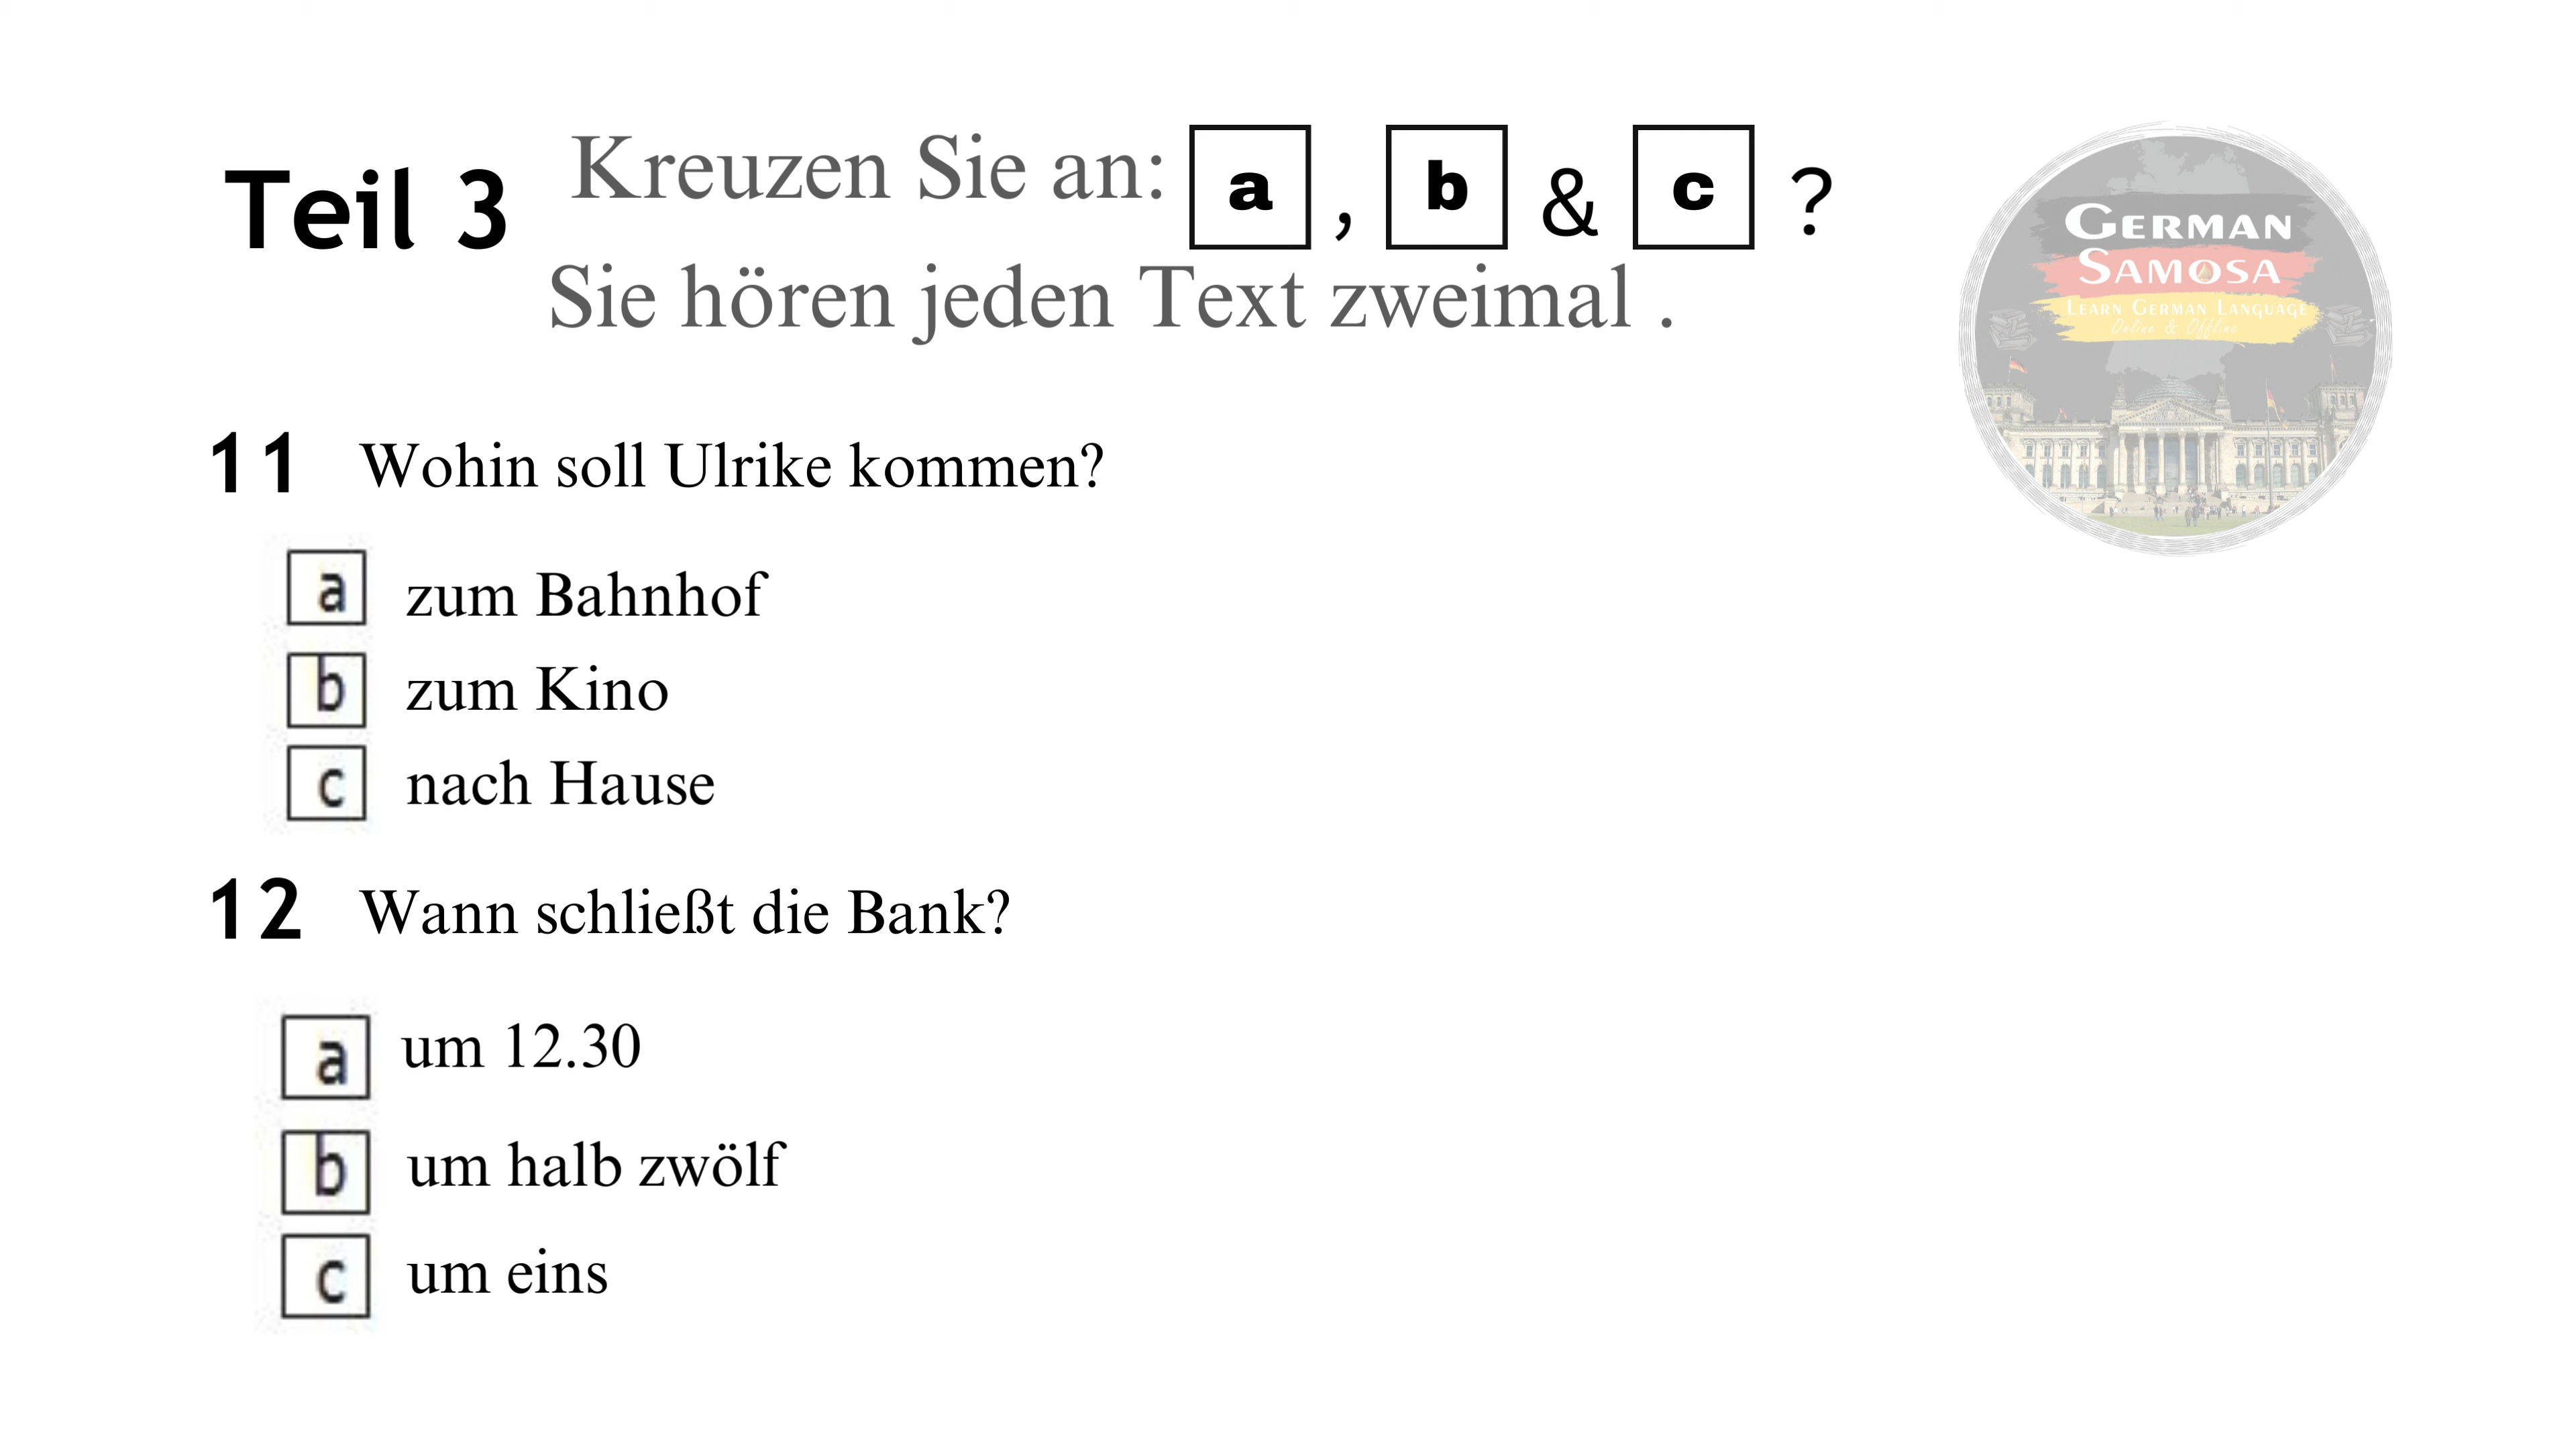 Teil 3 Kreuzen Sie an: a , b & c ?
Sie hören jeden Text zweimal .
GERMAN
SAMOSA
LEARN GERMAN LANGUAGE
Online & Offline
11 Wohin soll Ulrike kommen?
a zum Bahnhof
b zum Kino
c nach Hause
12 Wann schließt die Bank?
a um 12.30
b um halb zwölf
c um eins